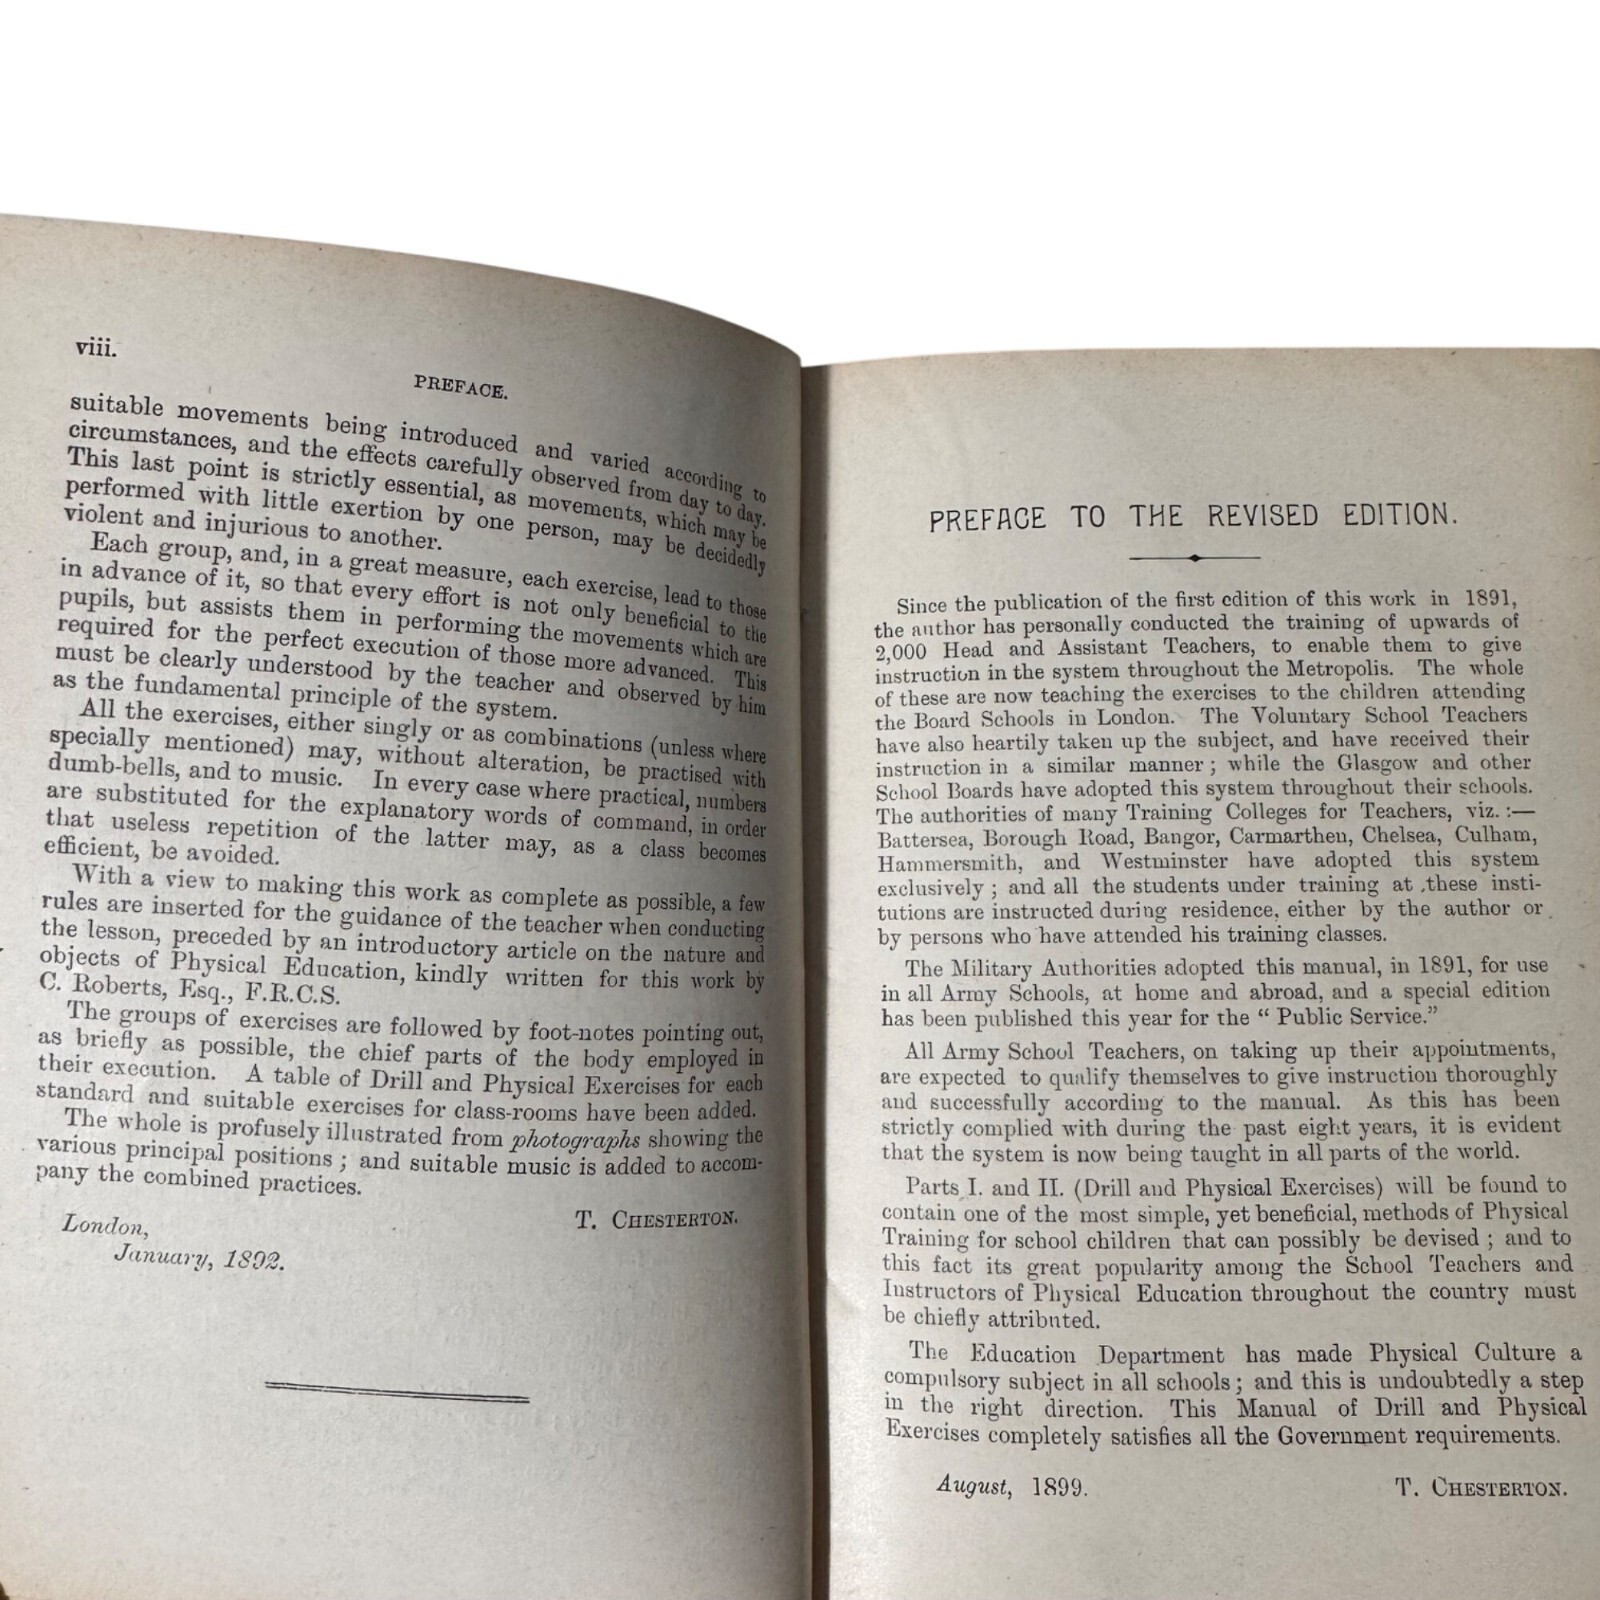 viii.
PREFACE.
suitable movements being introduced and varied according to
circumstances, and the effects carefully observed from day to day.
This last point is strictly essential, as movements, which may be
performed with little exertion by one person, may be decidedly
violent and injurious to another.
Each group, and, in a great measure, each exercise, lead to those
in advance of it, so that every effort is not only beneficial to the
pupils, but assists them in performing the movements which are
required for the perfect execution of those more advanced. This
must be clearly understood by the teacher and observed by him
as the fundamental principle of the system.
All the exercises, either singly or as combinations (unless where
specially mentioned) may, without alteration, be practised with
dumb-bells, and to music. In every case where practical, numbers
are substituted for the explanatory words of command, in order
that useless repetition of the latter may, as a class becomes
efficient, be avoided.
With a view to making this work as complete as possible, a few
rules are inserted for the guidance of the teacher when conducting
the lesson, preceded by an introductory article on the nature and
objects of Physical Education, kindly written for this work by
C. Roberts, Esq., F.R.C.S.
The groups of exercises are followed by foot-notes pointing out,
as briefly as possible, the chief parts of the body employed in
their execution. A table of Drill and Physical Exercises for each
standard and suitable exercises for class-rooms have been added.
The whole is profusely illustrated from photographs showing the
various principal positions ; and suitable music is added to accom-
pany the combined practices.
T. CHESTERTON.
London,
January, 1892.
PREFACE TO THE REVISED EDITION.
Since the publication of the first edition of this work in 1891,
the author has personally conducted the training of upwards of
2,000 Head and Assistant Teachers, to enable them to give
instruction in the system throughout the Metropolis. The whole
of these are now teaching the exercises to the children attending
the Board Schools in London. The Voluntary School Teachers
have also heartily taken up the subject, and have received their
instruction in a similar manner ; while the Glasgow and other
School Boards have adopted this system throughout their schools.
The authorities of many Training Colleges for Teachers, viz. :—
Battersea, Borough Road, Bangor, Carmarthen, Chelsea, Culham,
Hammersmith, and Westminster have adopted this system
exclusively ; and all the students under training at these insti-
tutions are instructed during residence, either by the author or
by persons who have attended his training classes.
The Military Authorities adopted this manual, in 1891, for use
in all Army Schools, at home and abroad, and a special edition
has been published this year for the “ Public Service.”
All Army School Teachers, on taking up their appointments,
are expected to qualify themselves to give instruction thoroughly
and successfully according to the manual. As this has been
strictly complied with during the past eight years, it is evident
that the system is now being taught in all parts of the world.
Parts I. and II. (Drill and Physical Exercises) will be found to
contain one of the most simple, yet beneficial, methods of Physical
Training for school children that can possibly be devised ; and to
this fact its great popularity among the School Teachers and
Instructors of Physical Education throughout the country must
be chiefly attributed.
The Education Department has made Physical Culture a
compulsory subject in all schools ; and this is undoubtedly a step
in the right direction. This Manual of Drill and Physical
Exercises completely satisfies all the Government requirements.
August, 1899. T. CHESTERTON.